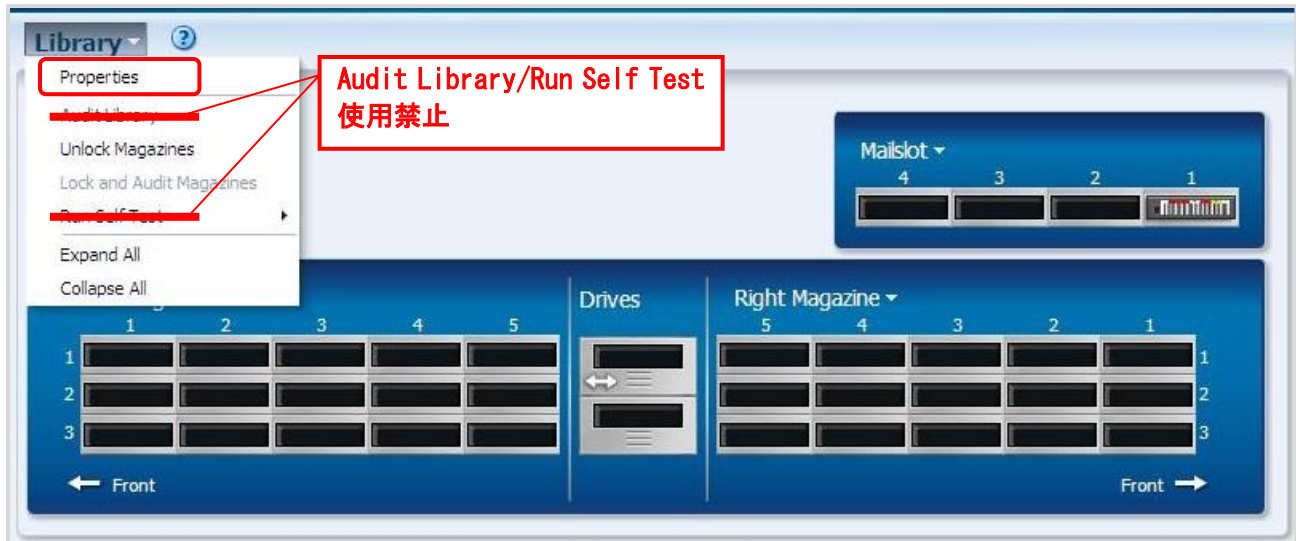 Library
Properties
Audit Library
Unlock Magazines
Lock and Audit Magazines
Run Self Test
Expand All
Collapse All
Audit Library/Run Self Test
使用禁止
Mailslot
4 3 2 1
1 2 3 4 5
1
2
3
Front
Drives
Right Magazine
5 4 3 2 1
1
2
3
Front